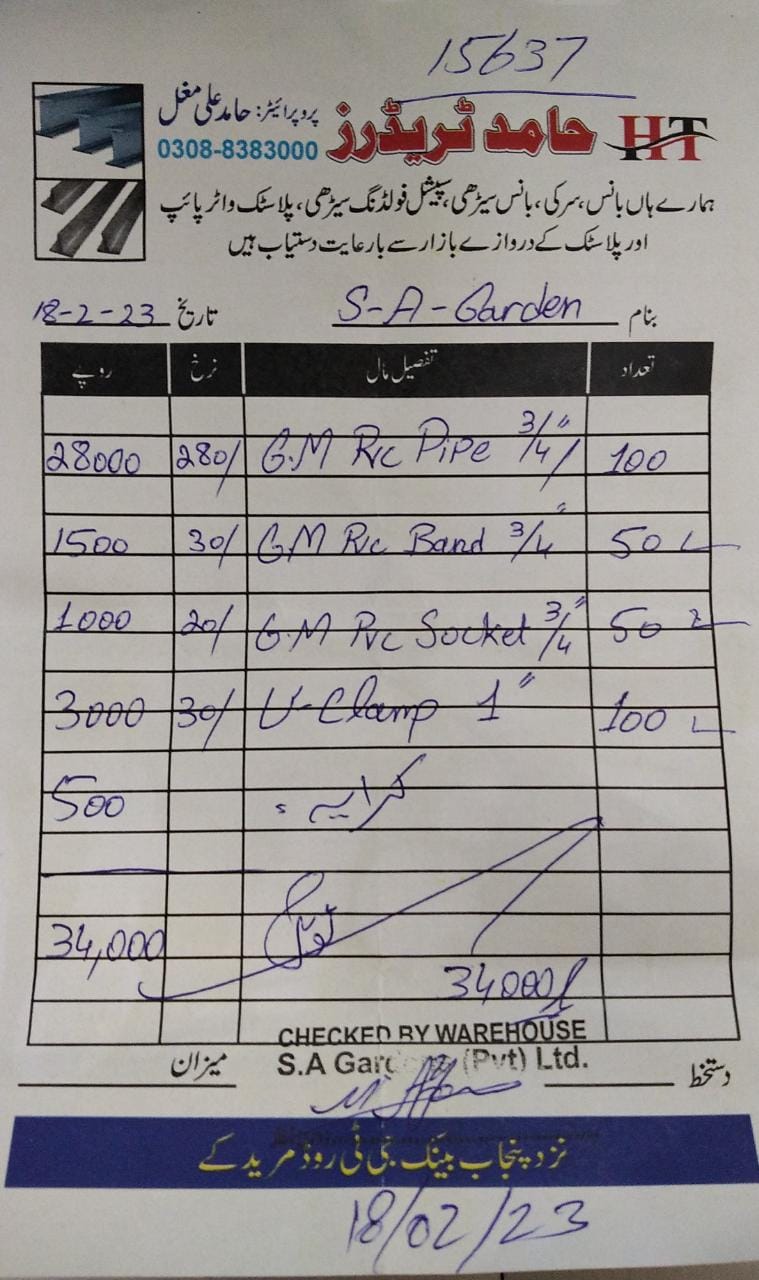 15637
پروپرائیٹر: حامد علی مغل
0308-8383000
حامد ٹریڈرز
HT
ہمارے ہاں بانس، سرکی، بانس سیڑھی، سپیشل فولڈنگ سیڑھی، پلاسٹک واٹر پائپ
اور پلاسٹک کے دروازے بازار سے بارعایت دستیاب ہیں
بنام S-A-Garden تاریخ 18-2-23
تعداد تفصیل مال نرخ روپے
100 G.M Pvc Pipe 3/4" 280/ 28000
50 GM Pvc Band 3/4" 30/ 1500
50 G.M Pvc Socket 3/4" 20/ 1000
100 U-Clamp 1" 30/ 3000
کرایہ 500
ٹوٹل 34,000
34000/
CHECKED BY WAREHOUSE
S.A Gardens (Pvt) Ltd.
دستخط میزان
نزد پنجاب بینک جی ٹی روڈ مریدکے
18/02/23